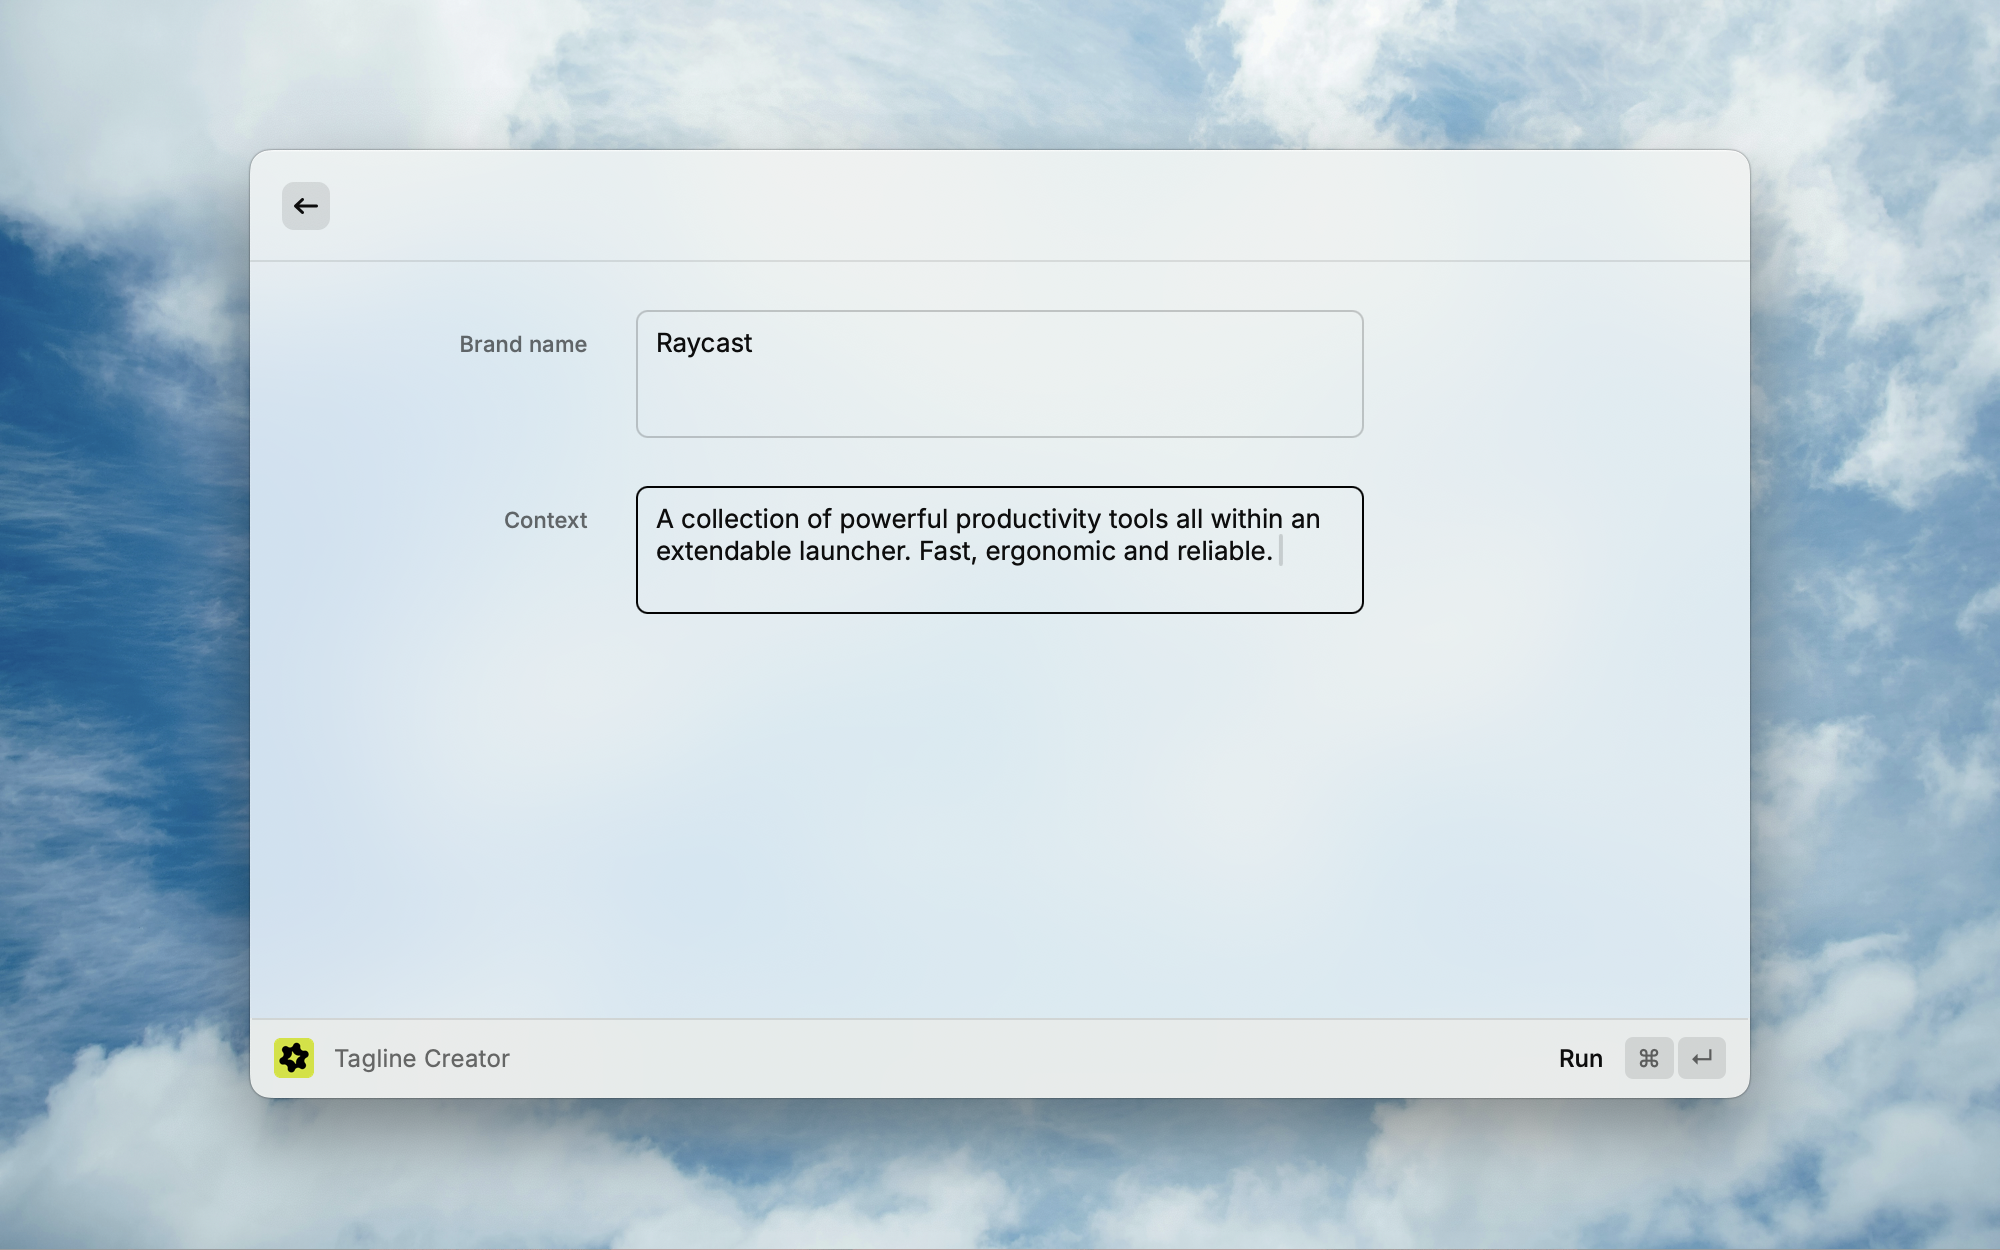 Brand name
Raycast
Context
A collection of powerful productivity tools all within an
extendable launcher. Fast, ergonomic and reliable.
Tagline Creator
Run ⌘ ↵